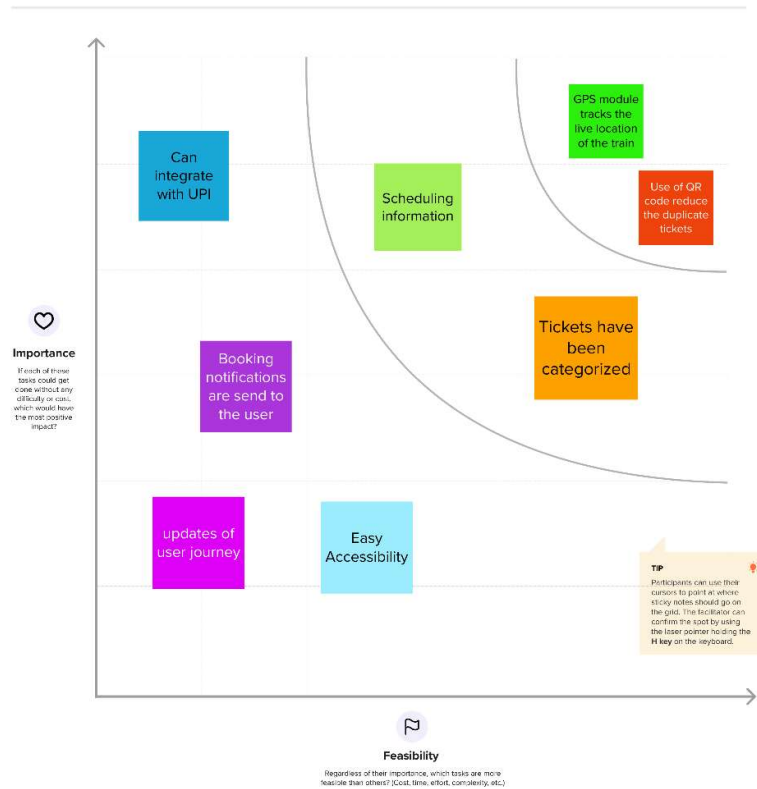 GPS module
tracks the
live location
of the train
Can
integrate
with UPI
Scheduling
information
Use of QR
code reduce
the duplicate
tickets
Tickets have
been
categorized
Importance
If each of these
tasks could get
done without any
difficulty or cost,
which would have
the most positive
impact?
Booking
notifications
are send to
the user
updates of
user journey
Easy
Accessibility
TIP
Participants can use their
cursors to point at where
sticky notes should go on
the grid. The facilitator can
confirm the spot by using
the laser pointer holding the
H key on the keyboard.
Feasibility
Regardless of their importance, which tasks are more
feasible than others? (Cost, time, effort, complexity, etc.)